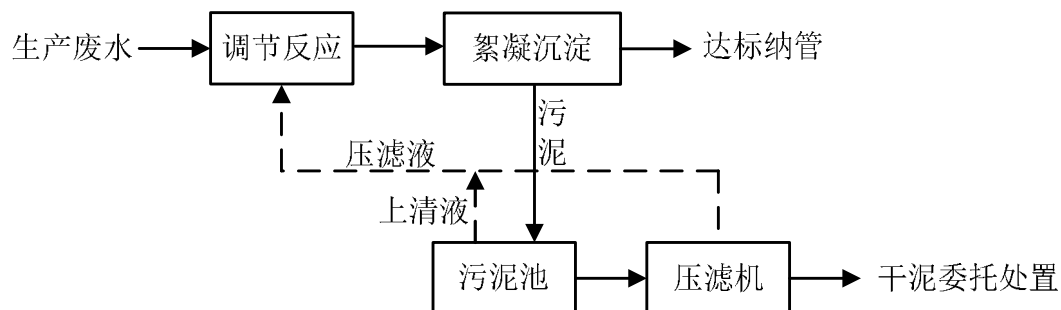 生产废水
调节反应
絮凝沉淀
达标纳管
污泥
压滤液
上清液
污泥池
压滤机
干泥委托处置